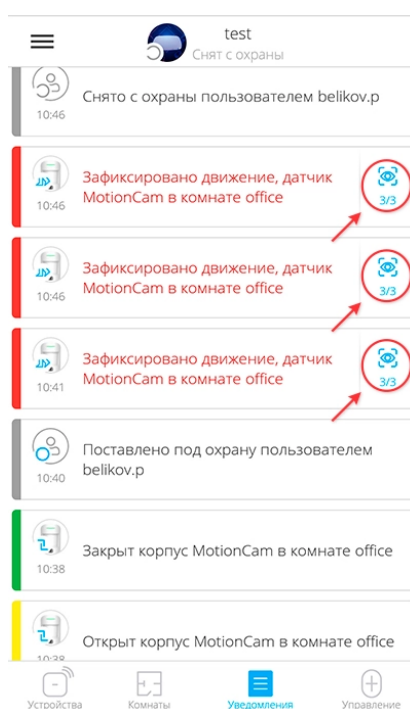 test
Снят с охраны
Снято с охраны пользователем belikov.p
10:46
Зафиксировано движение, датчик
MotionCam в комнате office
10:46
3/3
Зафиксировано движение, датчик
MotionCam в комнате office
10:46
3/3
Зафиксировано движение, датчик
MotionCam в комнате office
10:41
3/3
Поставлено под охрану пользователем
belikov.p
10:40
Закрыт корпус MotionCam в комнате office
10:38
Открыт корпус MotionCam в комнате office
10:38
Устройства
Комнаты
Уведомления
Управление